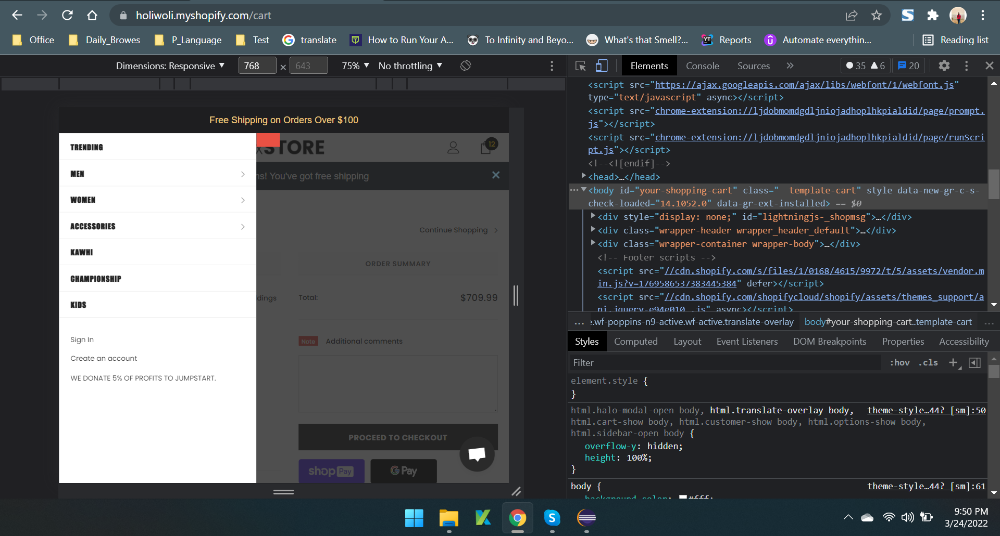 holiwoli.myshopify.com/cart
Office Daily_Browes P_Language Test translate How to Run Your A... To Infinity and Beyo... What's that Smell?... Reports Automate everythin... Reading list
Dimensions: Responsive 768 × 643 75% No throttling
Elements Console Sources » 35 6 20
Free Shipping on Orders Over $100
TRENDING
MEN
WOMEN
ACCESSORIES
KAWHI
CHAMPIONSHIP
KIDS
Sign In
Create an account
WE DONATE 5% OF PROFITS TO JUMPSTART.
xSTORE 12
ns! You've got free shipping
Continue Shopping
ORDER SUMMARY
dings Total: $709.99
Note Additional comments
PROCEED TO CHECKOUT
shop Pay G Pay
<script src="https://ajax.googleapis.com/ajax/libs/webfont/1/webfont.js"
type="text/javascript" async></script>
<script src="chrome-extension://ljdobmomdgdljniojadhoplhkpialdid/page/prompt.
js"></script>
<script src="chrome-extension://ljdobmomdgdljniojadhoplhkpialdid/page/runScri
pt.js"></script>
<!--<![endif]-->
<head>…</head>
<body id="your-shopping-cart" class="  template-cart" style data-new-gr-c-s-
check-loaded="14.1052.0" data-gr-ext-installed> == $0
<div style="display: none;" id="lightningjs-_shopmsg">…</div>
<div class="wrapper-header wrapper_header_default">…</div>
<div class="wrapper-container wrapper-body">…</div>
<!-- Footer scripts -->
<script src="//cdn.shopify.com/s/files/1/0168/4615/9972/t/5/assets/vendor.m
in.js?v=1769586537383445384" defer></script>
<script src="//cdn.shopify.com/shopifycloud/shopify/assets/themes_support/a
pi.jquery-e94e010….js" async></script>
... e.wf-poppins-n9-active.wf-active.translate-overlay body#your-shopping-cart..template-cart ...
Styles Computed Layout Event Listeners DOM Breakpoints Properties Accessibility
Filter :hov .cls +
element.style {
}
html.halo-modal-open body, html.translate-overlay body, theme-style…44? [sm]:50
html.cart-show body, html.customer-show body, html.options-show body,
html.sidebar-open body {
overflow-y: hidden;
height: 100%;
}
body { theme-style…44? [sm]:61
background-color: #fff;
9:50 PM
3/24/2022